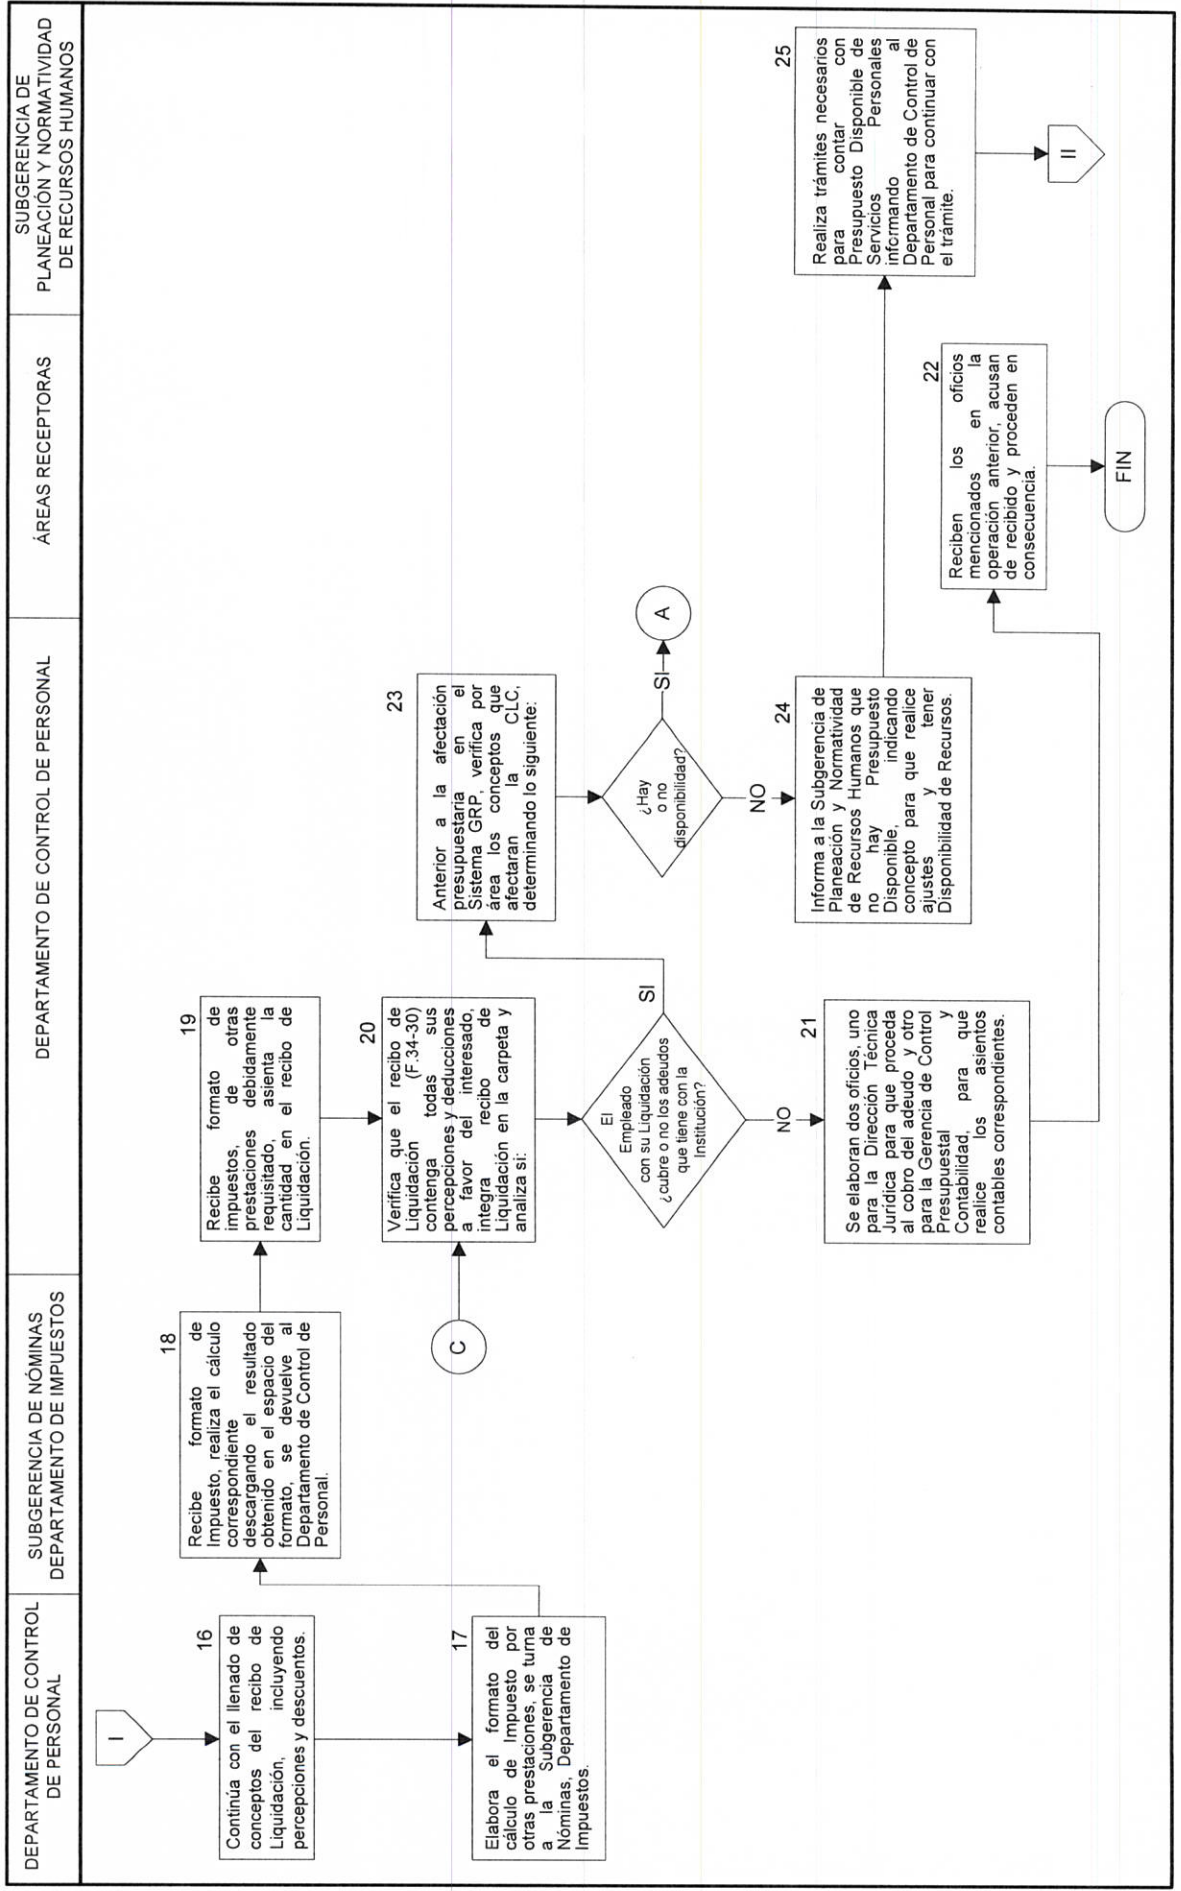 DEPARTAMENTO DE CONTROL
DE PERSONAL
SUBGERENCIA DE NÓMINAS
DEPARTAMENTO DE IMPUESTOS
DEPARTAMENTO DE CONTROL DE PERSONAL
ÁREAS RECEPTORAS
SUBGERENCIA DE
PLANEACIÓN Y NORMATIVIDAD
DE RECURSOS HUMANOS
I
16
Continúa con el llenado de
conceptos del recibo de
Liquidación, incluyendo
percepciones y descuentos.
17
Elabora el formato del
cálculo de Impuesto por
otras prestaciones, se turna
a la Subgerencia de
Nóminas, Departamento de
Impuestos.
18
Recibe formato de
Impuesto, realiza el cálculo
correspondiente
descargando el resultado
obtenido en el espacio del
formato, se devuelve al
Departamento de Control de
Personal.
19
Recibe formato de
impuestos, de otras
prestaciones debidamente
requisitado, asienta la
cantidad en el recibo de
Liquidación.
C
20
Verifica que el recibo de
Liquidación (F.34-30)
contenga todas sus
percepciones y deducciones
a favor del interesado,
integra recibo de
Liquidación en la carpeta y
analiza si:
El
Empleado
con su Liquidación
¿cubre o no los adeudos
que tiene con la
Institución?
SI
NO
21
Se elaboran dos oficios, uno
para la Dirección Técnica
Jurídica para que proceda
al cobro del adeudo y otro
para la Gerencia de Control
Presupuestal y
Contabilidad, para que
realice los asientos
contables correspondientes.
22
Reciben los oficios
mencionados en la
operación anterior, acusan
de recibido y proceden en
consecuencia.
FIN
23
Anterior a la afectación
presupuestaria en el
Sistema GRP, verifica por
área los conceptos que
afectaran la CLC,
determinando lo siguiente:
¿Hay
o no
disponibilidad?
SI
A
NO
24
Informa a la Subgerencia de
Planeación y Normatividad
de Recursos Humanos que
no hay Presupuesto
Disponible, indicando
concepto para que realice
ajustes y tener
Disponibilidad de Recursos.
25
Realiza trámites necesarios
para contar con
Presupuesto Disponible de
Servicios Personales
informando al
Departamento de Control de
Personal para continuar con
el trámite.
II